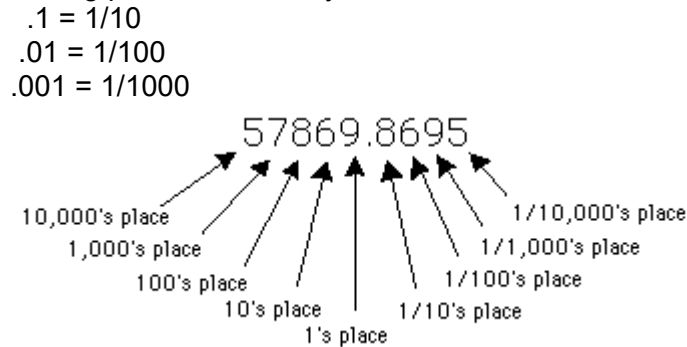 .1 = 1/10
.01 = 1/100
.001 = 1/1000
57869.8695
10,000's place
1/10,000's place
1,000's place
1/1,000's place
100's place
1/100's place
10's place
1/10's place
1's place